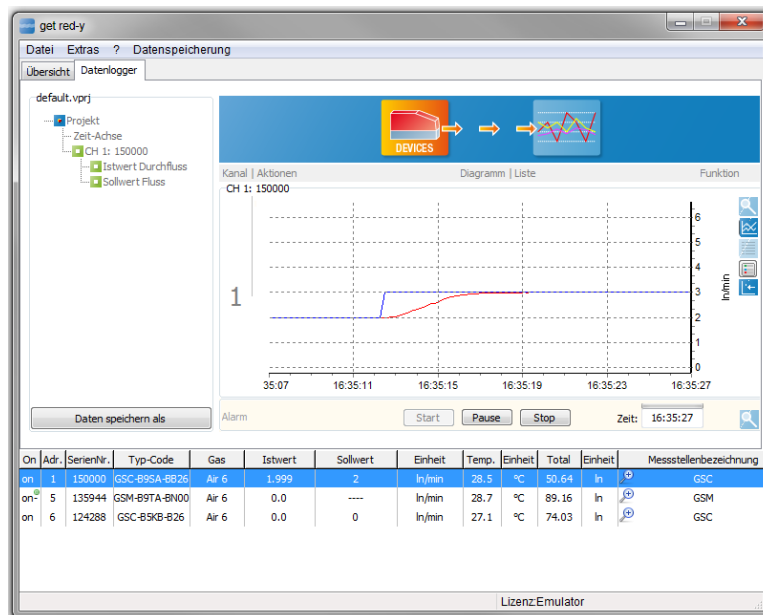 get red-y
Datei Extras ? Datenspeicherung
Übersicht Datenlogger
default.vprj
Projekt
Zeit-Achse
CH 1: 150000
Istwert Durchfluss
Sollwert Fluss
Daten speichern als
DEVICES
Kanal | Aktionen Diagramm | Liste Funktion
CH 1: 150000
1
6
5
4
3
2
1
0
ln/min
35:07 16:35:11 16:35:15 16:35:19 16:35:23 16:35:27
Alarm Start Pause Stop Zeit: 16:35:27
On Adr. SerienNr. Typ-Code Gas Istwert Sollwert Einheit Temp. Einheit Total Einheit Messstellenbezeichnung
on 1 150000 GSC-B9SA-BB26 Air 6 1.999 2 ln/min 28.5 °C 50.64 ln GSC
on- 5 135944 GSM-B9TA-BN00 Air 6 0.0 ---- ln/min 28.7 °C 89.16 ln GSM
on 6 124288 GSC-B5KB-B26 Air 6 0.0 0 ln/min 27.1 °C 74.03 ln GSC
Lizenz:Emulator